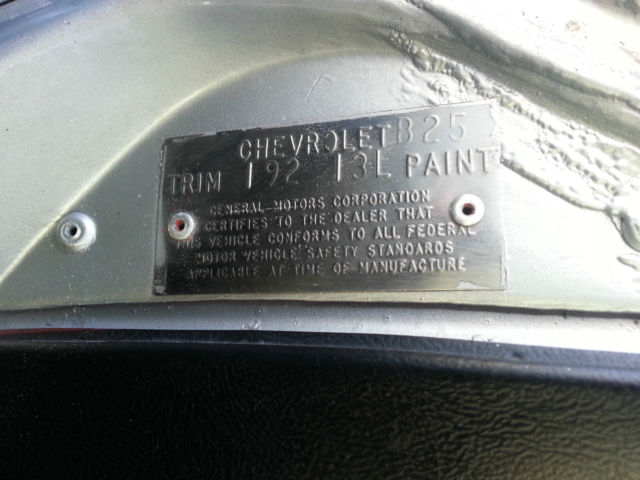 CHEVROLET B25
TRIM 192 13L PAINT
GENERAL MOTORS CORPORATION
CERTIFIES TO THE DEALER THAT
THIS VEHICLE CONFORMS TO ALL FEDERAL
MOTOR VEHICLE SAFETY STANDARDS
APPLICABLE AT TIME OF MANUFACTURE